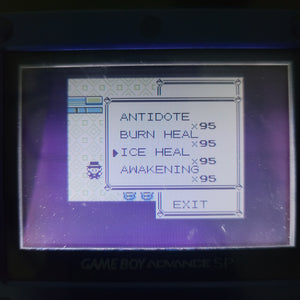 ANTIDOTE
×95
BURN HEAL
×95
▶ICE HEAL
×95
AWAKENING
×95
EXIT
GAME BOY ADVANCE SP